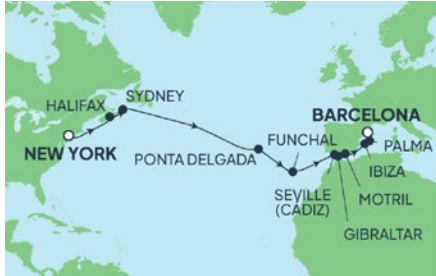 HALIFAX
SYDNEY
NEW YORK
PONTA DELGADA
FUNCHAL
BARCELONA
PALMA
IBIZA
SEVILLE
(CADIZ)
MOTRIL
GIBRALTAR